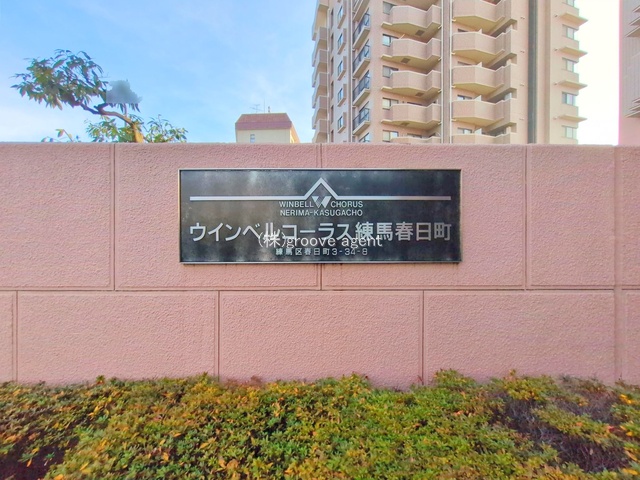 WINBELL CHORUS
NERIMA-KASUGACHO
ウインベルコーラス練馬春日町
(株)groove agent
練馬区春日町3-34-8